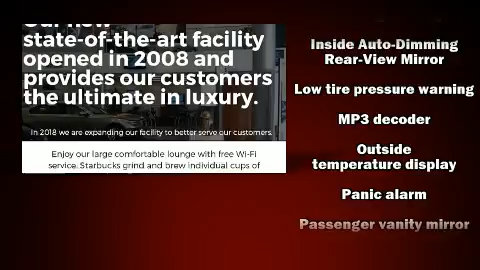 Our new
state-of-the-art facility
opened in 2008 and
provides our customers
the ultimate in luxury.
In 2018 we are expanding our facility to better serve our customers.
Enjoy our large comfortable lounge with free Wi-Fi
service. Starbucks grind and brew individual cups of
Inside Auto-Dimming
Rear-View Mirror
Low tire pressure warning
MP3 decoder
Outside
temperature display
Panic alarm
Passenger vanity mirror